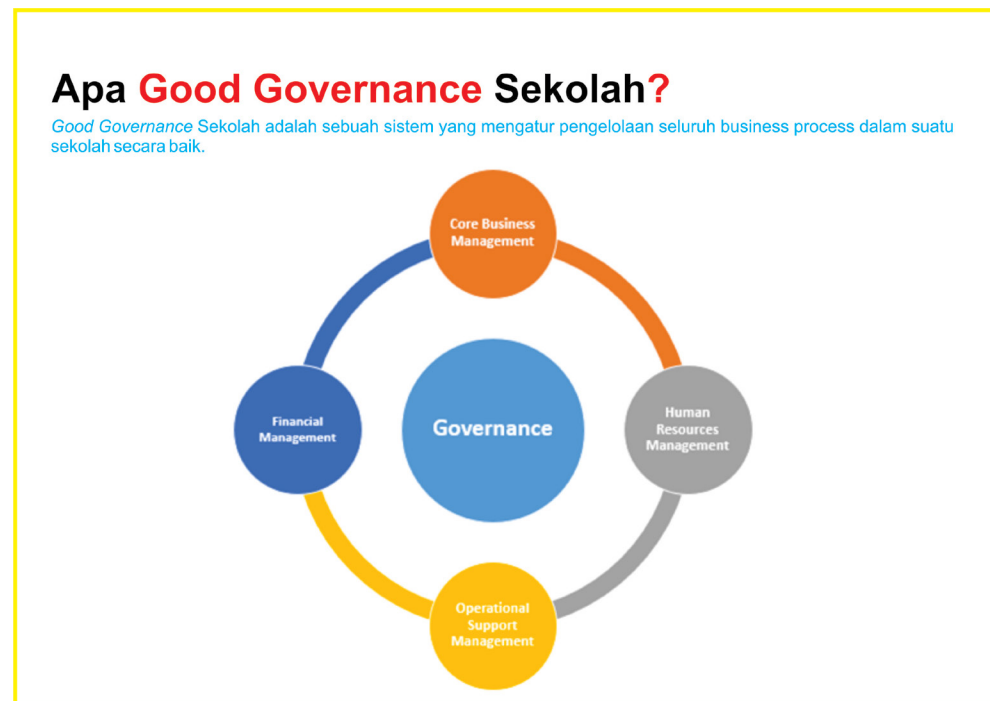 Apa Good Governance Sekolah?
Good Governance Sekolah adalah sebuah sistem yang mengatur pengelolaan seluruh business process dalam suatu
sekolah secara baik.
Core Business
Management
Financial
Management
Governance
Human
Resources
Management
Operational
Support
Management